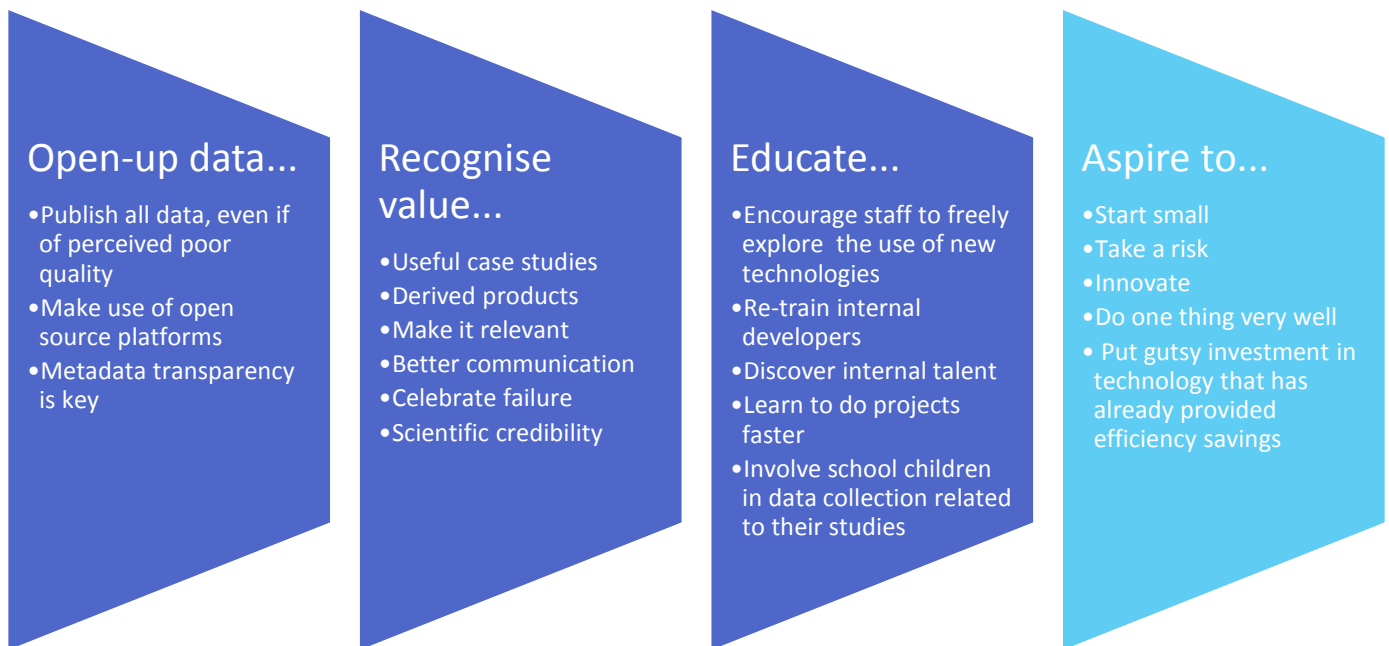 Open-up data...
•Publish all data, even if
of perceived poor
quality
•Make use of open
source platforms
•Metadata transparency
is key
Recognise
value...
•Useful case studies
•Derived products
•Make it relevant
•Better communication
•Celebrate failure
•Scientific credibility
Educate...
•Encourage staff to freely
explore  the use of new
technologies
•Re-train internal
developers
•Discover internal talent
•Learn to do projects
faster
•Involve school children
in data collection related
to their studies
Aspire to...
•Start small
•Take a risk
•Innovate
•Do one thing very well
• Put gutsy investment in
technology that has
already provided
efficiency savings